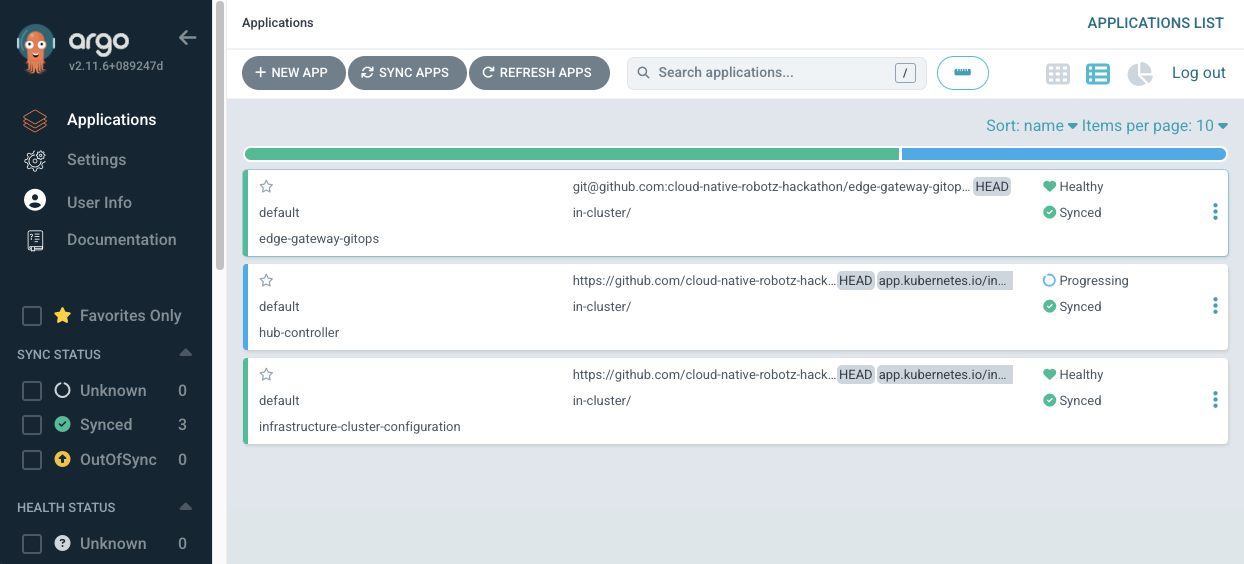 argo
v2.11.6+089247d
Applications
Settings
User Info
Documentation
Favorites Only
SYNC STATUS
Unknown 0
Synced 3
OutOfSync 0
HEALTH STATUS
Unknown 0
Applications
APPLICATIONS LIST
NEW APP SYNC APPS REFRESH APPS Search applications... / Log out
Sort: name Items per page: 10
git@github.com:cloud-native-robotz-hackathon/edge-gateway-gitop... HEAD Healthy
default in-cluster/ Synced
edge-gateway-gitops
https://github.com/cloud-native-robotz-hack... HEAD app.kubernetes.io/in... Progressing
default in-cluster/ Synced
hub-controller
https://github.com/cloud-native-robotz-hack... HEAD app.kubernetes.io/in... Healthy
default in-cluster/ Synced
infrastructure-cluster-configuration